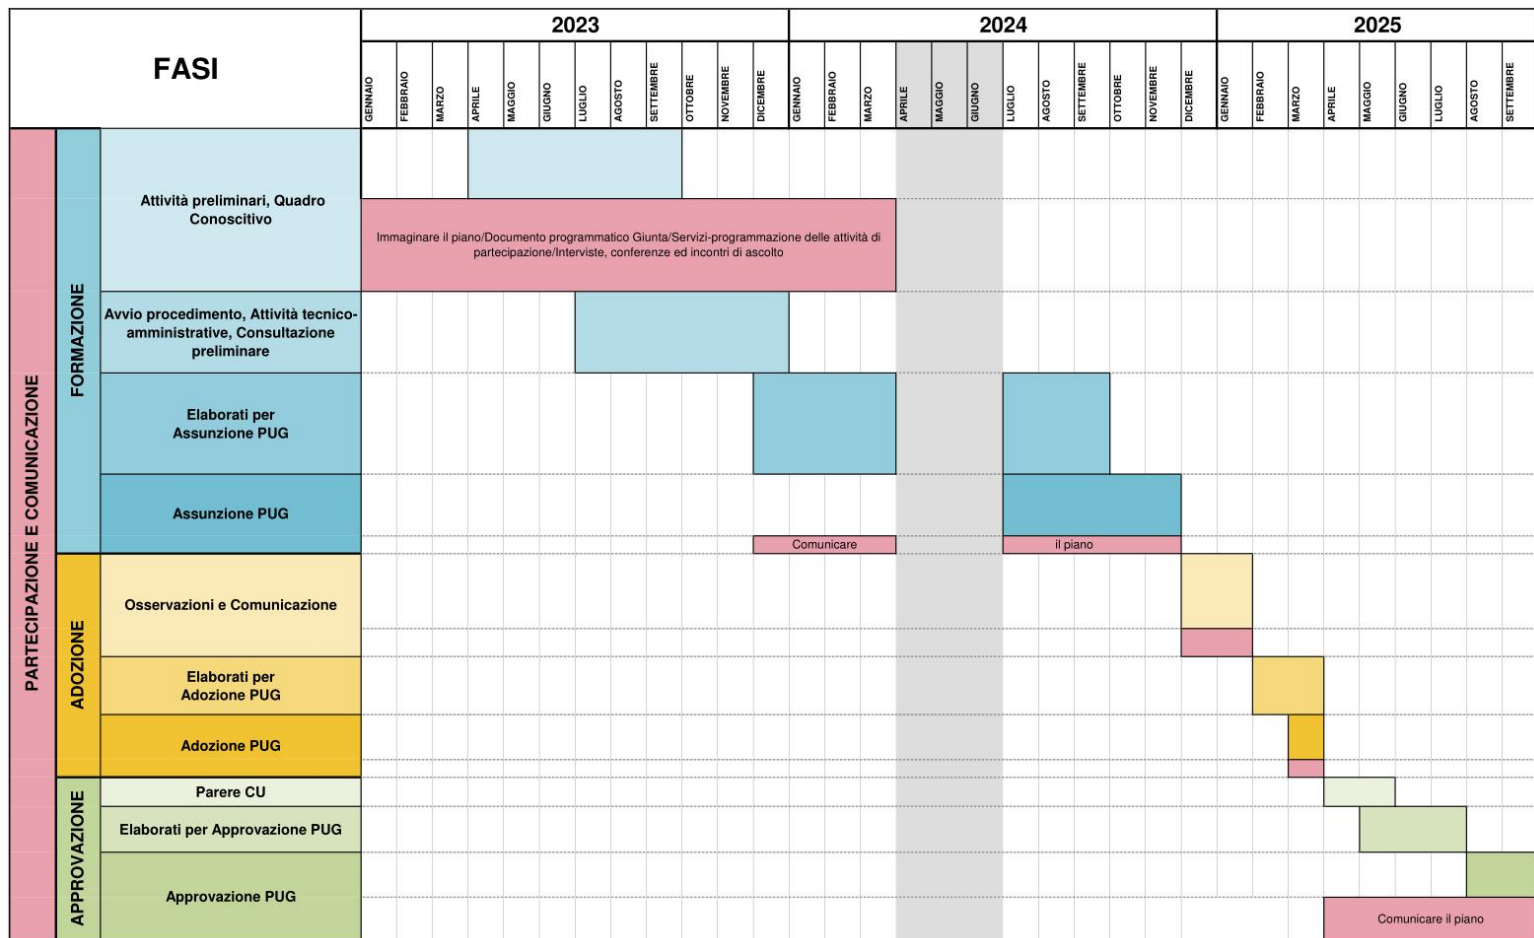 FASI
2023
2024
2025
GENNAIO
FEBBRAIO
MARZO
APRILE
MAGGIO
GIUGNO
LUGLIO
AGOSTO
SETTEMBRE
OTTOBRE
NOVEMBRE
DICEMBRE
GENNAIO
FEBBRAIO
MARZO
APRILE
MAGGIO
GIUGNO
LUGLIO
AGOSTO
SETTEMBRE
OTTOBRE
NOVEMBRE
DICEMBRE
GENNAIO
FEBBRAIO
MARZO
APRILE
MAGGIO
GIUGNO
LUGLIO
AGOSTO
SETTEMBRE
PARTECIPAZIONE E COMUNICAZIONE
FORMAZIONE
Attività preliminari, Quadro
Conoscitivo
Immaginare il piano/Documento programmatico Giunta/Servizi-programmazione delle attività di
partecipazione/Interviste, conferenze ed incontri di ascolto
Avvio procedimento, Attività tecnico-
amministrative, Consultazione
preliminare
Elaborati per
Assunzione PUG
Assunzione PUG
Comunicare
il piano
ADOZIONE
Osservazioni e Comunicazione
Elaborati per
Adozione PUG
Adozione PUG
APPROVAZIONE
Parere CU
Elaborati per Approvazione PUG
Approvazione PUG
Comunicare il piano